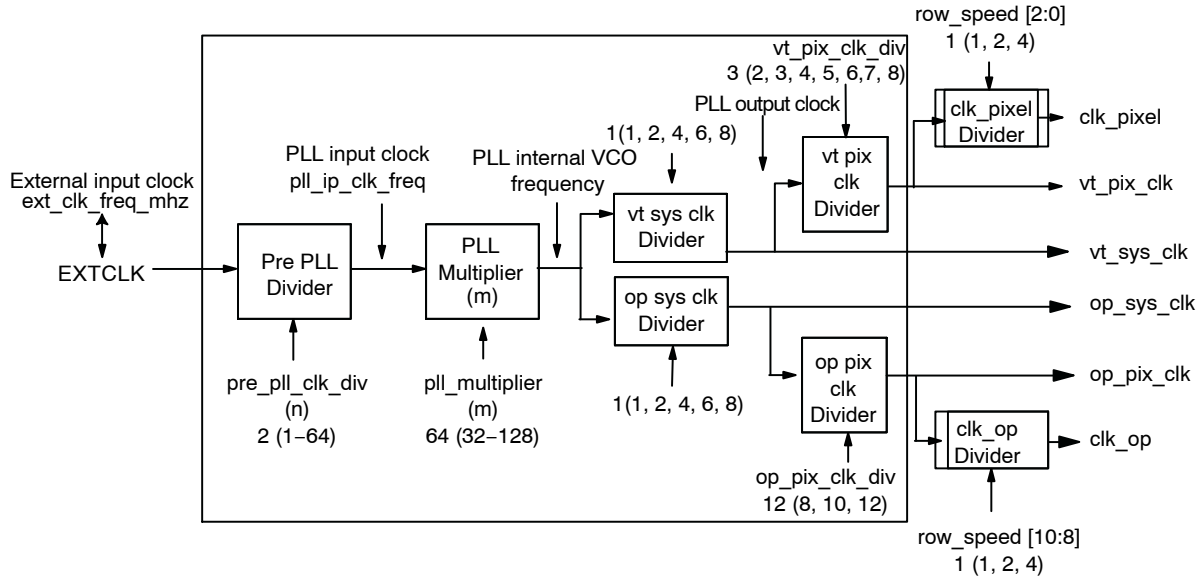 row_speed [2:0]
1 (1, 2, 4)
vt_pix_clk_div
3 (2, 3, 4, 5, 6,7, 8)
PLL output clock
clk_pixel
Divider
clk_pixel
1(1, 2, 4, 6, 8)
PLL input clock
pll_ip_clk_freq
PLL internal VCO
frequency
vt pix
clk
Divider
External input clock
ext_clk_freq_mhz
vt_pix_clk
vt sys clk
Divider
EXTCLK
Pre PLL
Divider
PLL
Multiplier
(m)
vt_sys_clk
op sys clk
Divider
op_sys_clk
op pix
clk
Divider
op_pix_clk
pre_pll_clk_div
(n)
2 (1−64)
pll_multiplier
(m)
64 (32−128)
1(1, 2, 4, 6, 8)
clk_op
Divider
clk_op
op_pix_clk_div
12 (8, 10, 12)
row_speed [10:8]
1 (1, 2, 4)